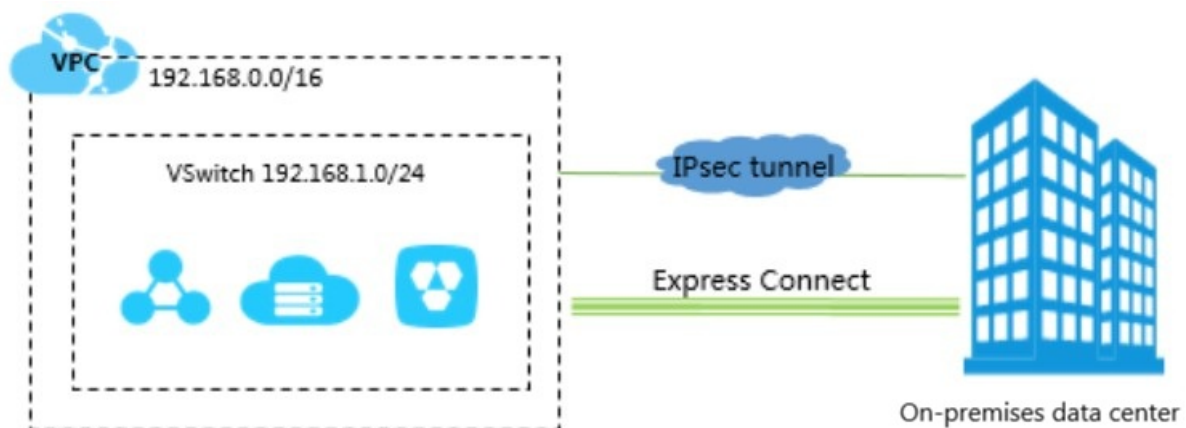 VPC
192.168.0.0/16
VSwitch 192.168.1.0/24
IPsec tunnel
Express Connect
On-premises data center